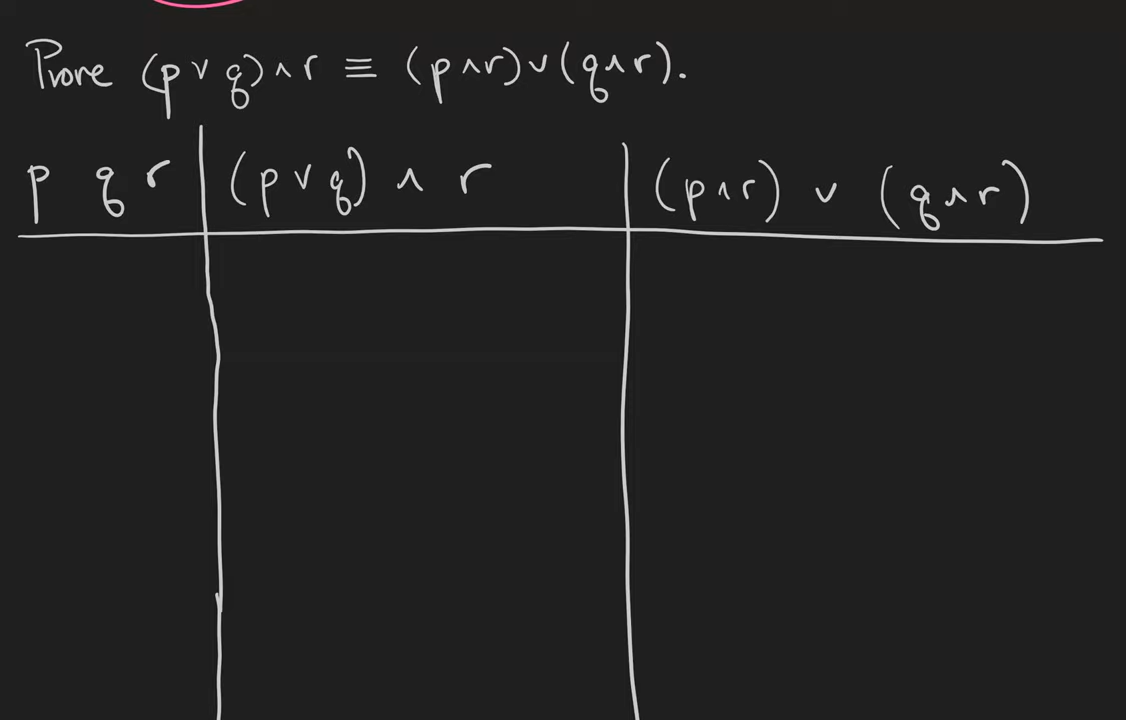 Prove (p ∨ q) ∧ r ≡ (p ∧ r) ∨ (q ∧ r).
p q r (p ∨ q) ∧ r (p ∧ r) ∨ (q ∧ r)